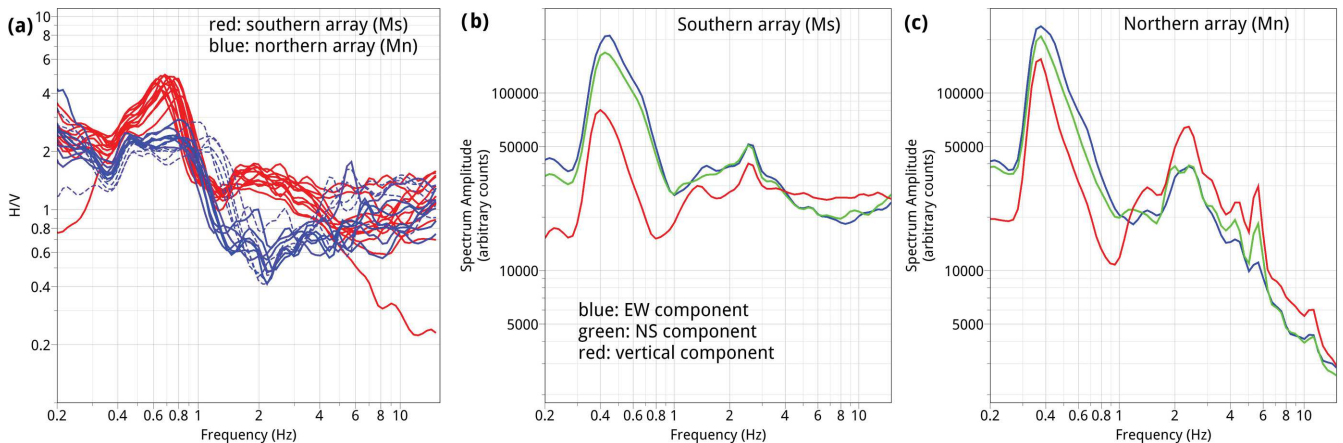 (a)
red: southern array (Ms)
blue: northern array (Mn)
H/V
10
8
6
4
2
1
0.8
0.6
0.4
0.2
0.2 0.4 0.6 0.8 1 2 4 6 8 10
Frequency (Hz)
(b)
Southern array (Ms)
Spectrum Amplitude
(arbitrary counts)
100000
50000
10000
5000
blue: EW component
green: NS component
red: vertical component
0.2 0.4 0.6 0.8 1 2 4 6 8 10
Frequency (Hz)
(c)
Northern array (Mn)
Spectrum Amplitude
(arbitrary counts)
100000
50000
10000
5000
0.2 0.4 0.6 0.8 1 2 4 6 8 10
Frequency (Hz)